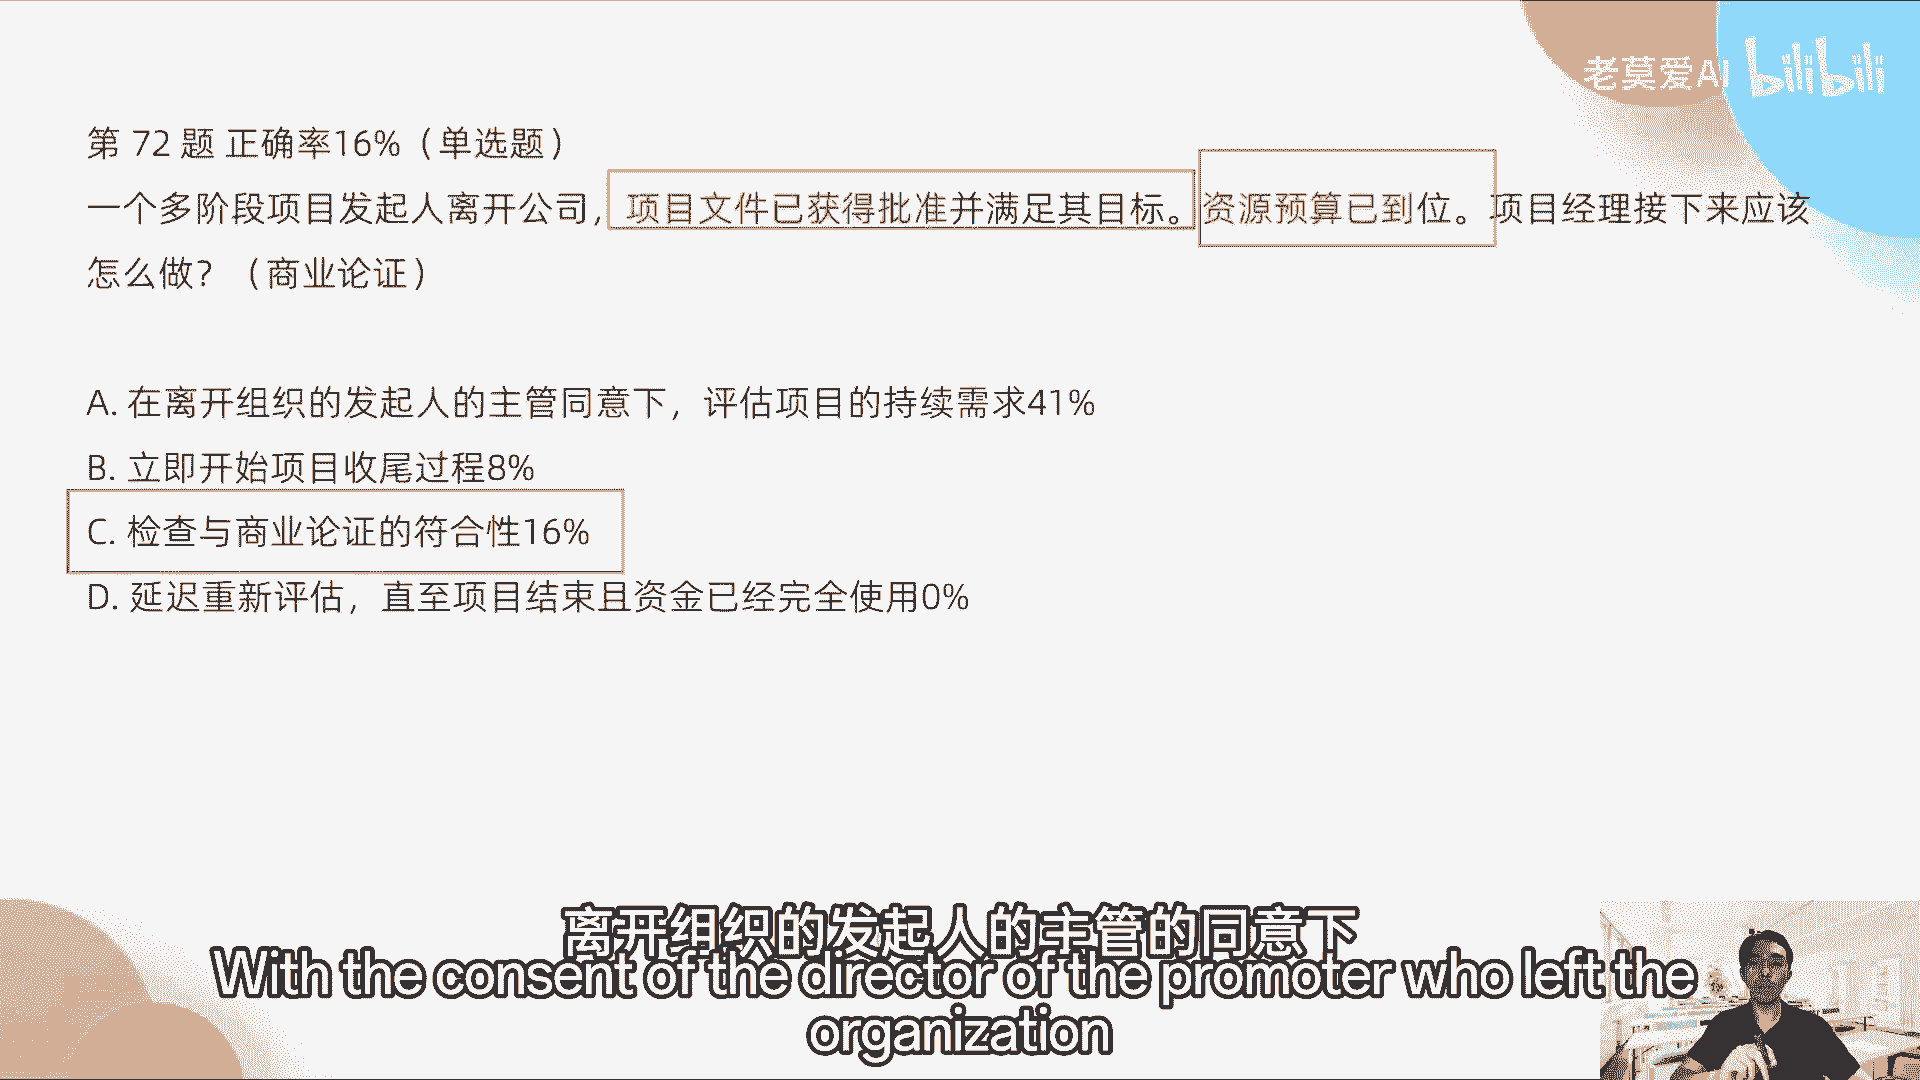 老莫爱AI bilibili
第 72 题 正确率16%（单选题）
一个多阶段项目发起人离开公司，项目文件已获得批准并满足其目标。资源预算已到位。项目经理接下来应该
怎么做？（商业论证）
A. 在离开组织的发起人的主管同意下，评估项目的持续需求41%
B. 立即开始项目收尾过程8%
C. 检查与商业论证的符合性16%
D. 延迟重新评估，直至项目结束且资金已经完全使用0%
离开组织的发起人的主管的同意下
With the consent of the director of the promoter who left the
organization